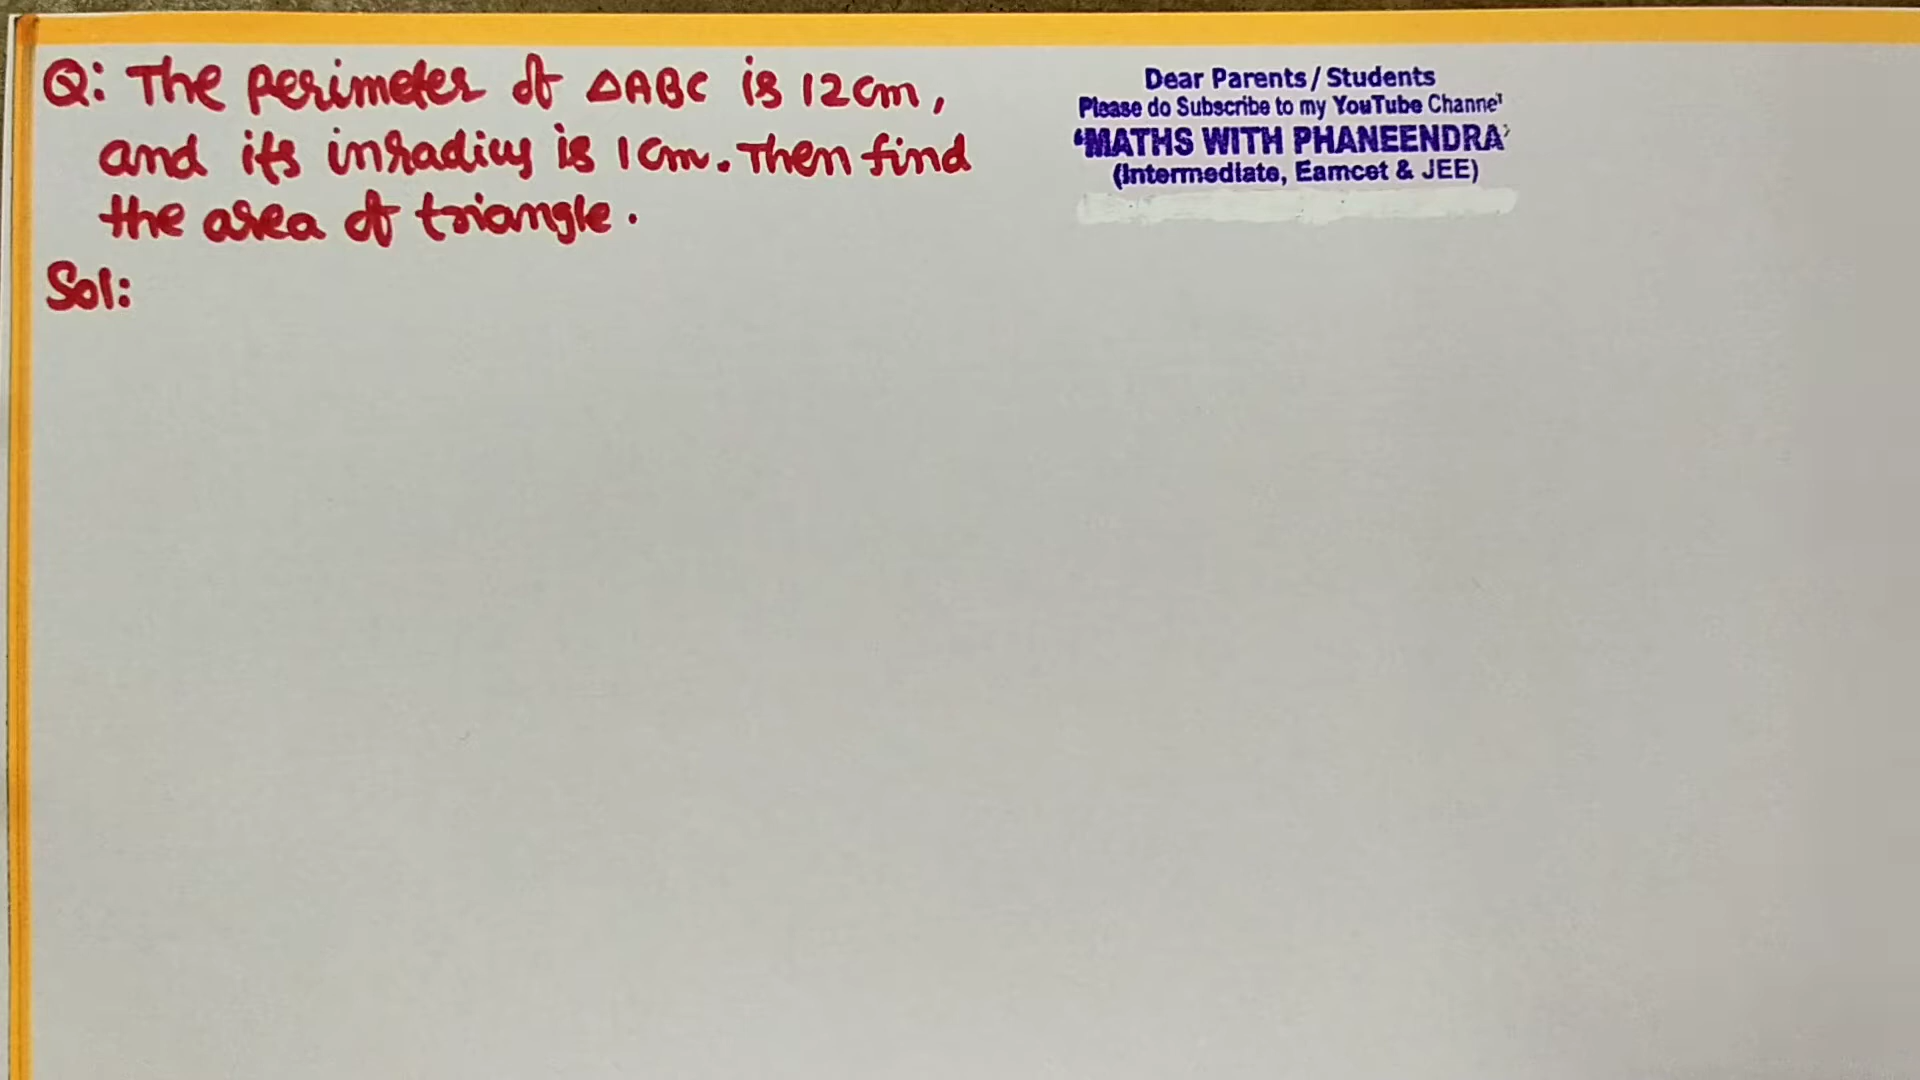 Q: The perimeter of △ABC is 12cm,
and its inradius is 1cm. Then find
the area of triangle.
Sol:
Dear Parents / Students
Please do Subscribe to my YouTube Channel
'MATHS WITH PHANEENDRA'
(Intermediate, Eamcet & JEE)